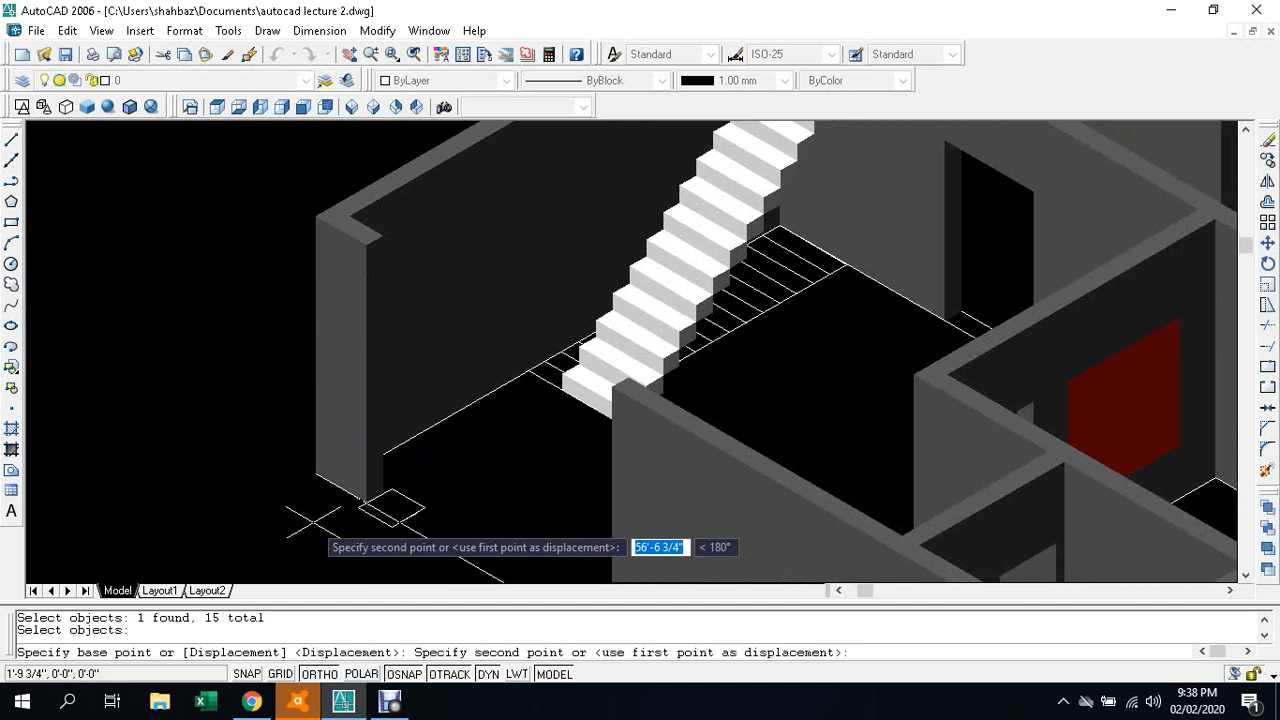 AutoCAD 2006 - [C:\Users\shahbaz\Documents\autocad lecture 2.dwg]
File Edit View Insert Format Tools Draw Dimension Modify Window Help
Standard ISO-25 Standard
0 ByLayer ByBlock 1.00 mm ByColor
Specify second point or <use first point as displacement>: 56'-6 3/4" < 180°
Model Layout1 Layout2
Select objects: 1 found, 15 total
Select objects:
Specify base point or [Displacement] <Displacement>: Specify second point or <use first point as displacement>:
1'-9 3/4", 0'-0", 0'-0" SNAP GRID ORTHO POLAR OSNAP OTRACK DYN LWT MODEL
9:38 PM
02/02/2020